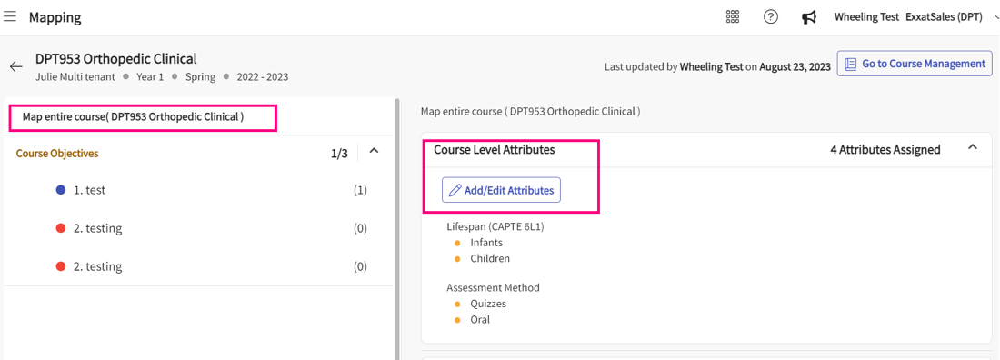 Mapping
Wheeling Test ExxatSales (DPT)
DPT953 Orthopedic Clinical
Julie Multi tenant Year 1 Spring 2022 - 2023
Last updated by Wheeling Test on August 23, 2023
Go to Course Management
Map entire course( DPT953 Orthopedic Clinical )
Course Objectives 1/3
1. test (1)
2. testing (0)
2. testing (0)
Map entire course ( DPT953 Orthopedic Clinical )
Course Level Attributes 4 Attributes Assigned
Add/Edit Attributes
Lifespan (CAPTE 6L1)
Infants
Children
Assessment Method
Quizzes
Oral